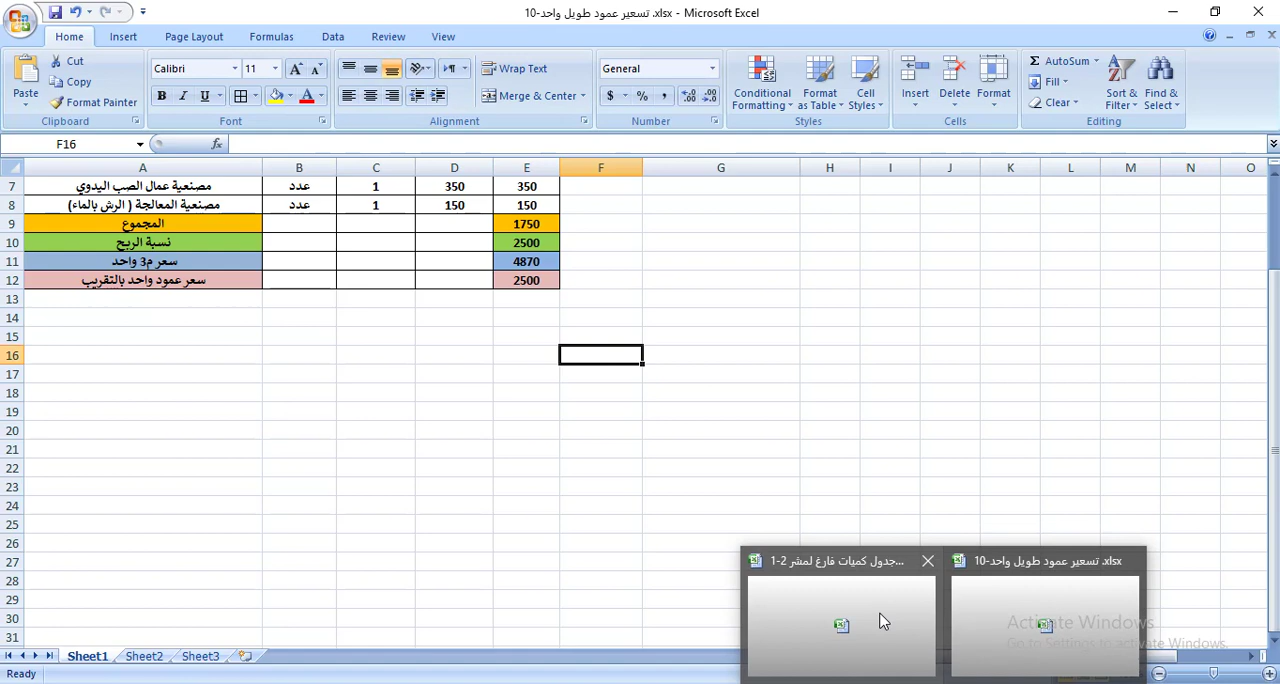 10-تسعير عمود طويل واحد .xlsx - Microsoft Excel
Home Insert Page Layout Formulas Data Review View
Paste Cut Copy Format Painter Clipboard
Calibri 11 A A B I U A Font
Wrap Text Merge & Center Alignment
General $ % , Number
Conditional Formatting Format as Table Cell Styles Styles
Insert Delete Format Cells
Σ AutoSum Fill Clear Sort & Filter Find & Select Editing
F16 fx
A B C D E F G H I J K L M N O
7 مصنعية عمال الصب اليدوي عدد 1 350 350
8 مصنعية المعالجة ( الرش بالماء) عدد 1 150 150
9 المجموع 1750
10 نسبة الربح 2500
11 سعر م3 واحد 4870
12 سعر عمود واحد بالتقريب 2500
13
14
15
16
17
18
19
20
21
22
23
24
25
26
27
28
29
30
31
1-2 جدول كميات فارغ لمشر...
10-تسعير عمود طويل واحد .xlsx
Activate Windows
Go to Settings to activate Windows.
Sheet1 Sheet2 Sheet3
Ready